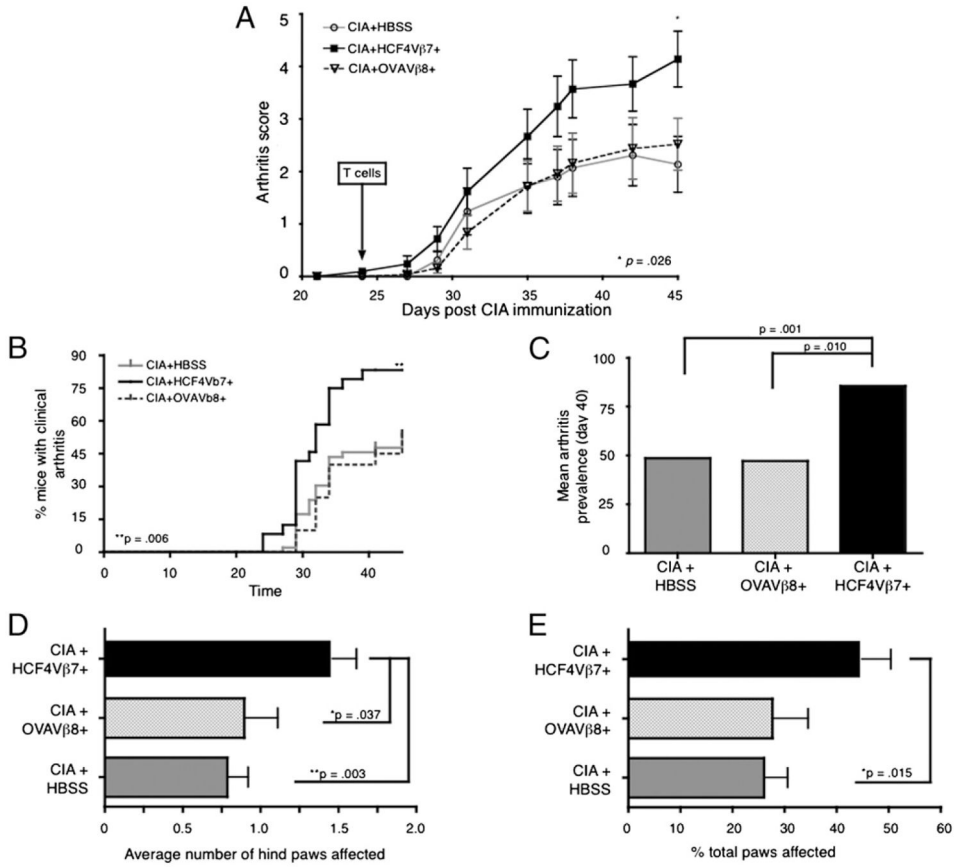 A
CIA+HBSS
CIA+HCF4Vβ7+
CIA+OVAVβ8+
*
5
4
3
2
1
0
Arthritis score
T cells
* p = .026
20
25
30
35
40
45
Days post CIA immunization
B
CIA+HBSS
CIA+HCF4Vb7+
CIA+OVAVb8+
**
90
75
60
45
30
15
0
% mice with clinical
arthritis
**p = .006
0
10
20
30
40
Time
C
p = .001
p = .010
100
75
50
25
0
Mean arthritis
prevalence (day 40)
CIA +
HBSS
CIA +
OVAVβ8+
CIA +
HCF4Vβ7+
D
CIA +
HCF4Vβ7+
CIA +
OVAVβ8+
CIA +
HBSS
*p = .037
**p = .003
0
0.5
1.0
1.5
2.0
Average number of hind paws affected
E
CIA +
HCF4Vβ7+
CIA +
OVAVβ8+
CIA +
HBSS
*p = .015
0
10
20
30
40
50
60
% total paws affected